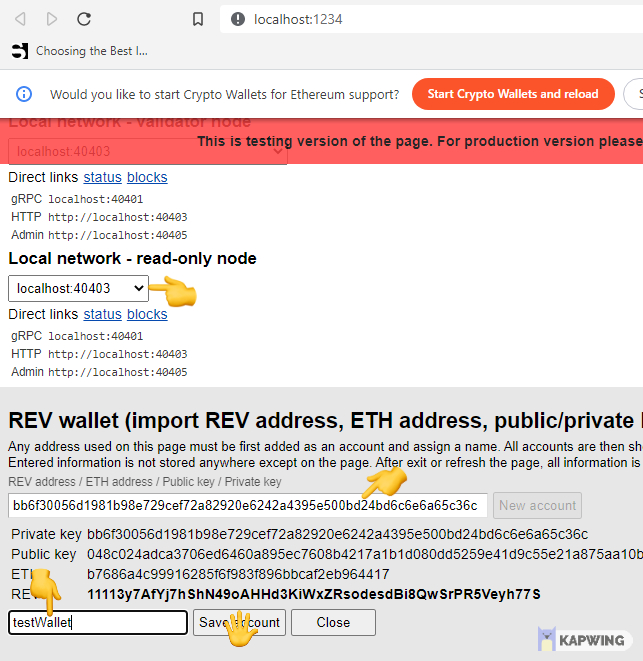 localhost:1234
Choosing the Best I...
Would you like to start Crypto Wallets for Ethereum support?
Start Crypto Wallets and reload
Local network - validator node
This is testing version of the page. For production version please
localhost:40403
Direct links status blocks
gRPC localhost:40401
HTTP http://localhost:40403
Admin http://localhost:40405
Local network - read-only node
localhost:40403
Direct links status blocks
gRPC localhost:40401
HTTP http://localhost:40403
Admin http://localhost:40405
REV wallet (import REV address, ETH address, public/private
Any address used on this page must be first added as an account and assign a name. All accounts are then sh
Entered information is not stored anywhere except on the page. After exit or refresh the page, all information is
REV address / ETH address / Public key / Private key
bb6f30056d1981b98e729cef72a82920e6242a4395e500bd24bd6c6e6a65c36c
New account
Private key bb6f30056d1981b98e729cef72a82920e6242a4395e500bd24bd6c6e6a65c36c
Public key 048c024adca3706ed6460a895ec7608b4217a1b1d080dd5259e41d9c55e21a875aa10b
ETH b7686a4c99916285f6f983f896bbcaf2eb964417
REV 11113y7AfYj7hShN49oAHHd3KiWxZRsodesdBi8QwSrPR5Veyh77S
testWallet
Save account
Close
KAPWING